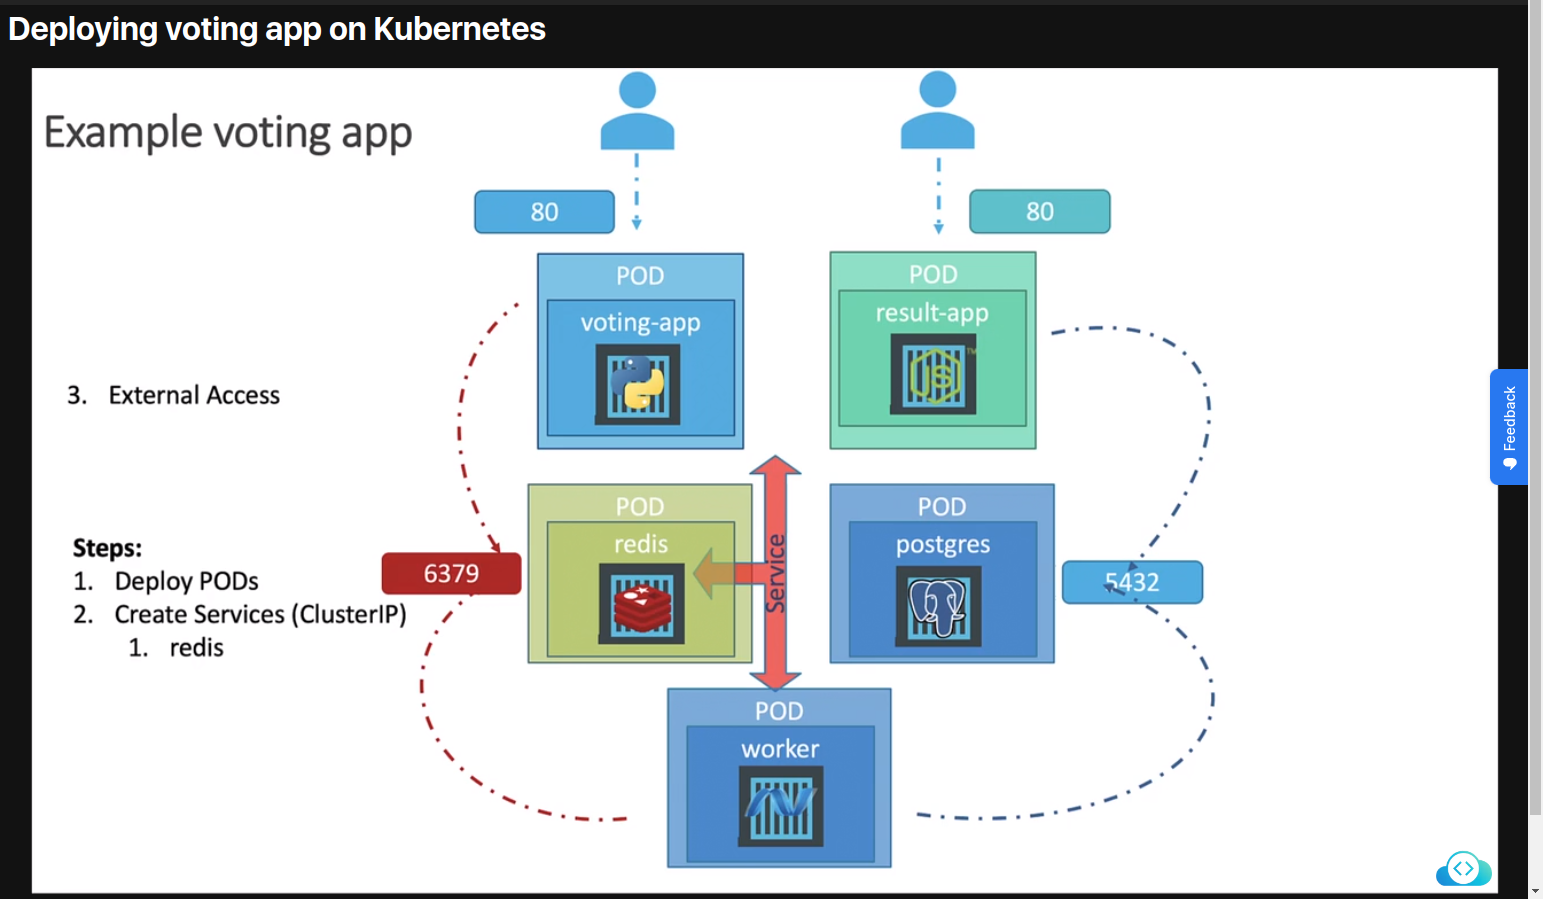 Deploying voting app on Kubernetes
Example voting app
80
80
POD
voting-app
POD
result-app
TM
JS
3. External Access
POD
redis
Service
POD
postgres
6379
5432
Steps:
1. Deploy PODs
2. Create Services (ClusterIP)
1. redis
POD
worker
Feedback